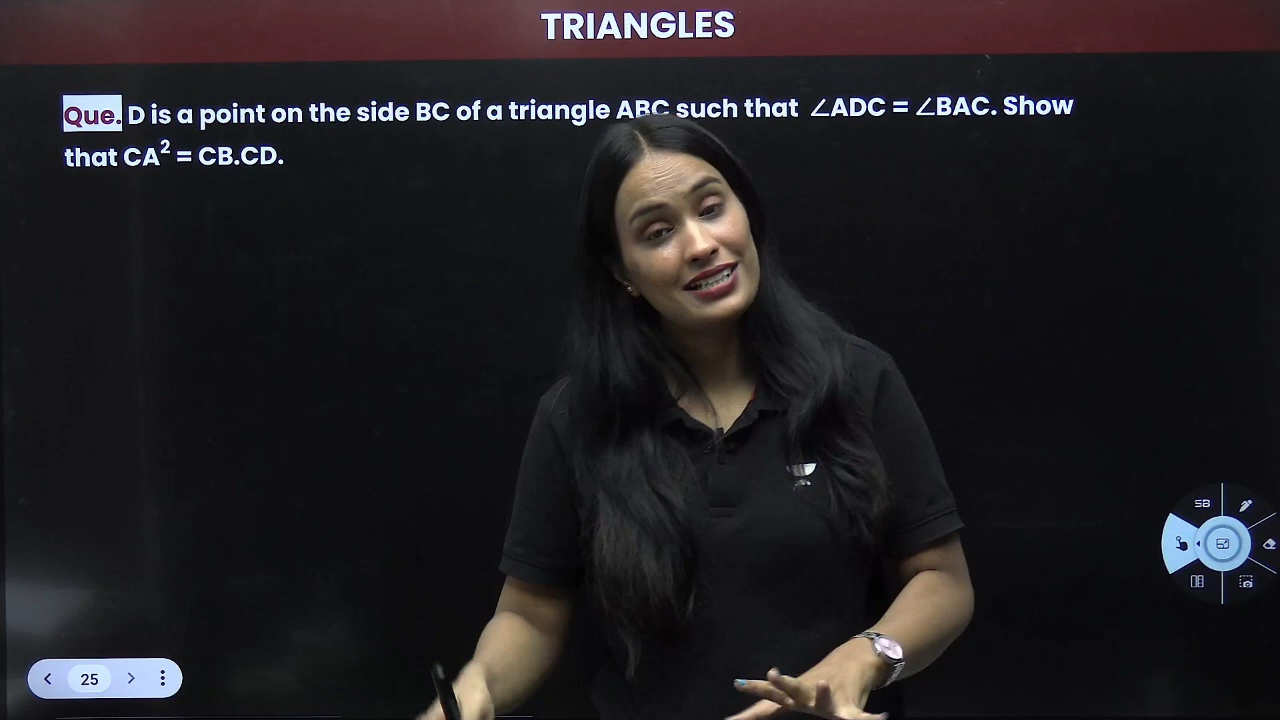 TRIANGLES
Que. D is a point on the side BC of a triangle ABC such that ∠ADC = ∠BAC. Show
that CA² = CB.CD.
SB
25